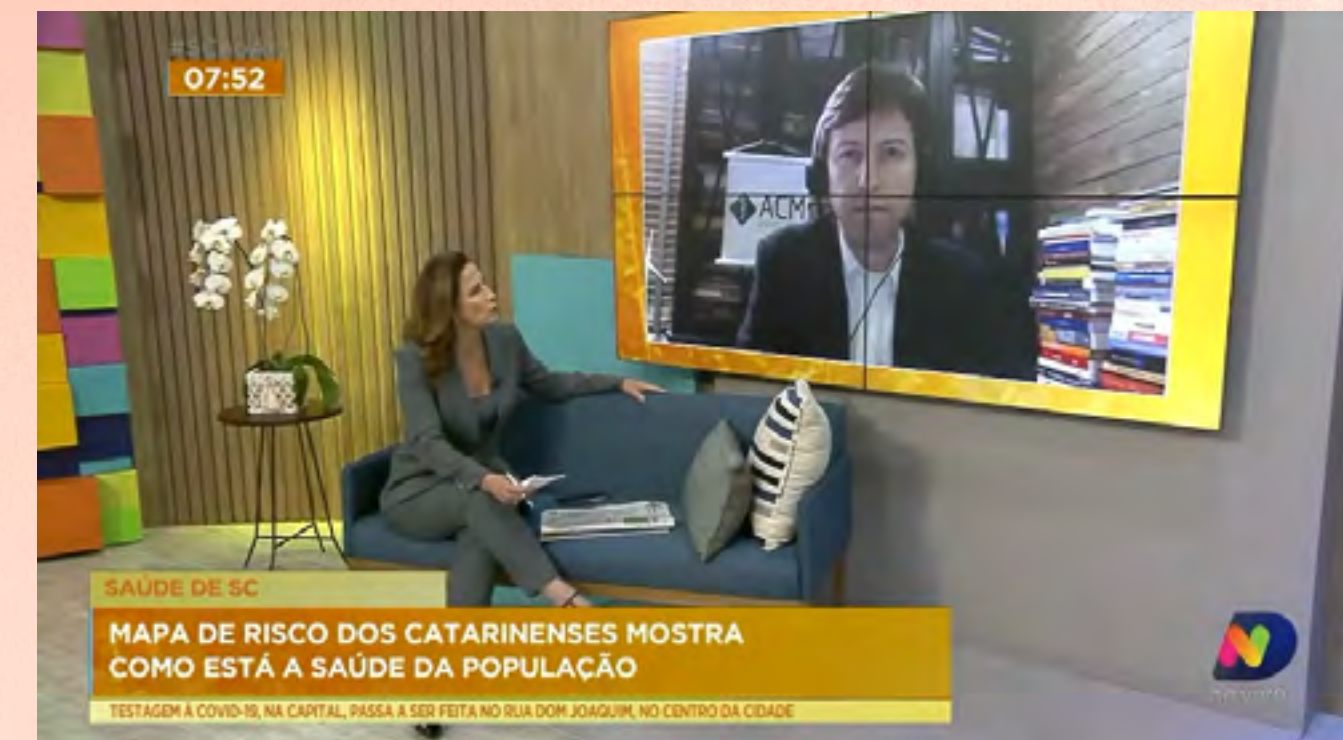 07:52
ACM
SAÚDE DE SC
MAPA DE RISCO DOS CATARINENSES MOSTRA
COMO ESTÁ A SAÚDE DA POPULAÇÃO
TESTAGEM À COVID-19, NA CAPITAL, PASSA A SER FEITA NO RUA DOM JOAQUIM, NO CENTRO DA CIDADE